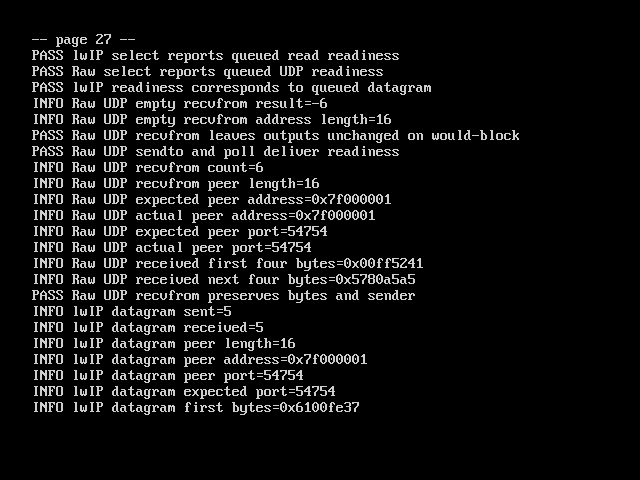 -- page 27 --
PASS lwIP select reports queued read readiness
PASS Raw select reports queued UDP readiness
PASS lwIP readiness corresponds to queued datagram
INFO Raw UDP empty recvfrom result=-6
INFO Raw UDP empty recvfrom address length=16
PASS Raw UDP recvfrom leaves outputs unchanged on would-block
PASS Raw UDP sendto and poll deliver readiness
INFO Raw UDP recvfrom count=6
INFO Raw UDP recvfrom peer length=16
INFO Raw UDP expected peer address=0x7f000001
INFO Raw UDP actual peer address=0x7f000001
INFO Raw UDP expected peer port=54754
INFO Raw UDP actual peer port=54754
INFO Raw UDP received first four bytes=0x00ff5241
INFO Raw UDP received next four bytes=0x5780a5a5
PASS Raw UDP recvfrom preserves bytes and sender
INFO lwIP datagram sent=5
INFO lwIP datagram received=5
INFO lwIP datagram peer length=16
INFO lwIP datagram peer address=0x7f000001
INFO lwIP datagram peer port=54754
INFO lwIP datagram expected port=54754
INFO lwIP datagram first bytes=0x6100fe37